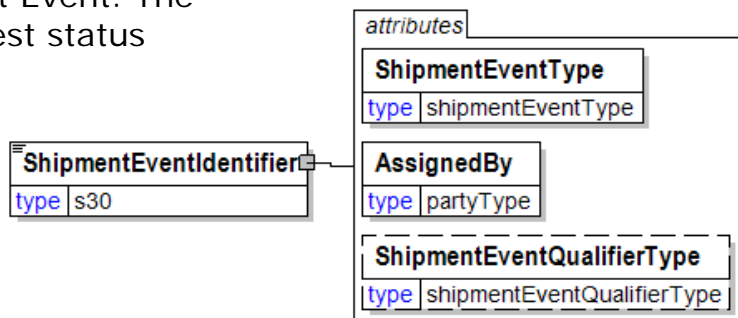 t Event. The
est status
attributes
ShipmentEventType
type shipmentEventType
ShipmentEventIdentifier
type s30
AssignedBy
type partyType
ShipmentEventQualifierType
type shipmentEventQualifierType